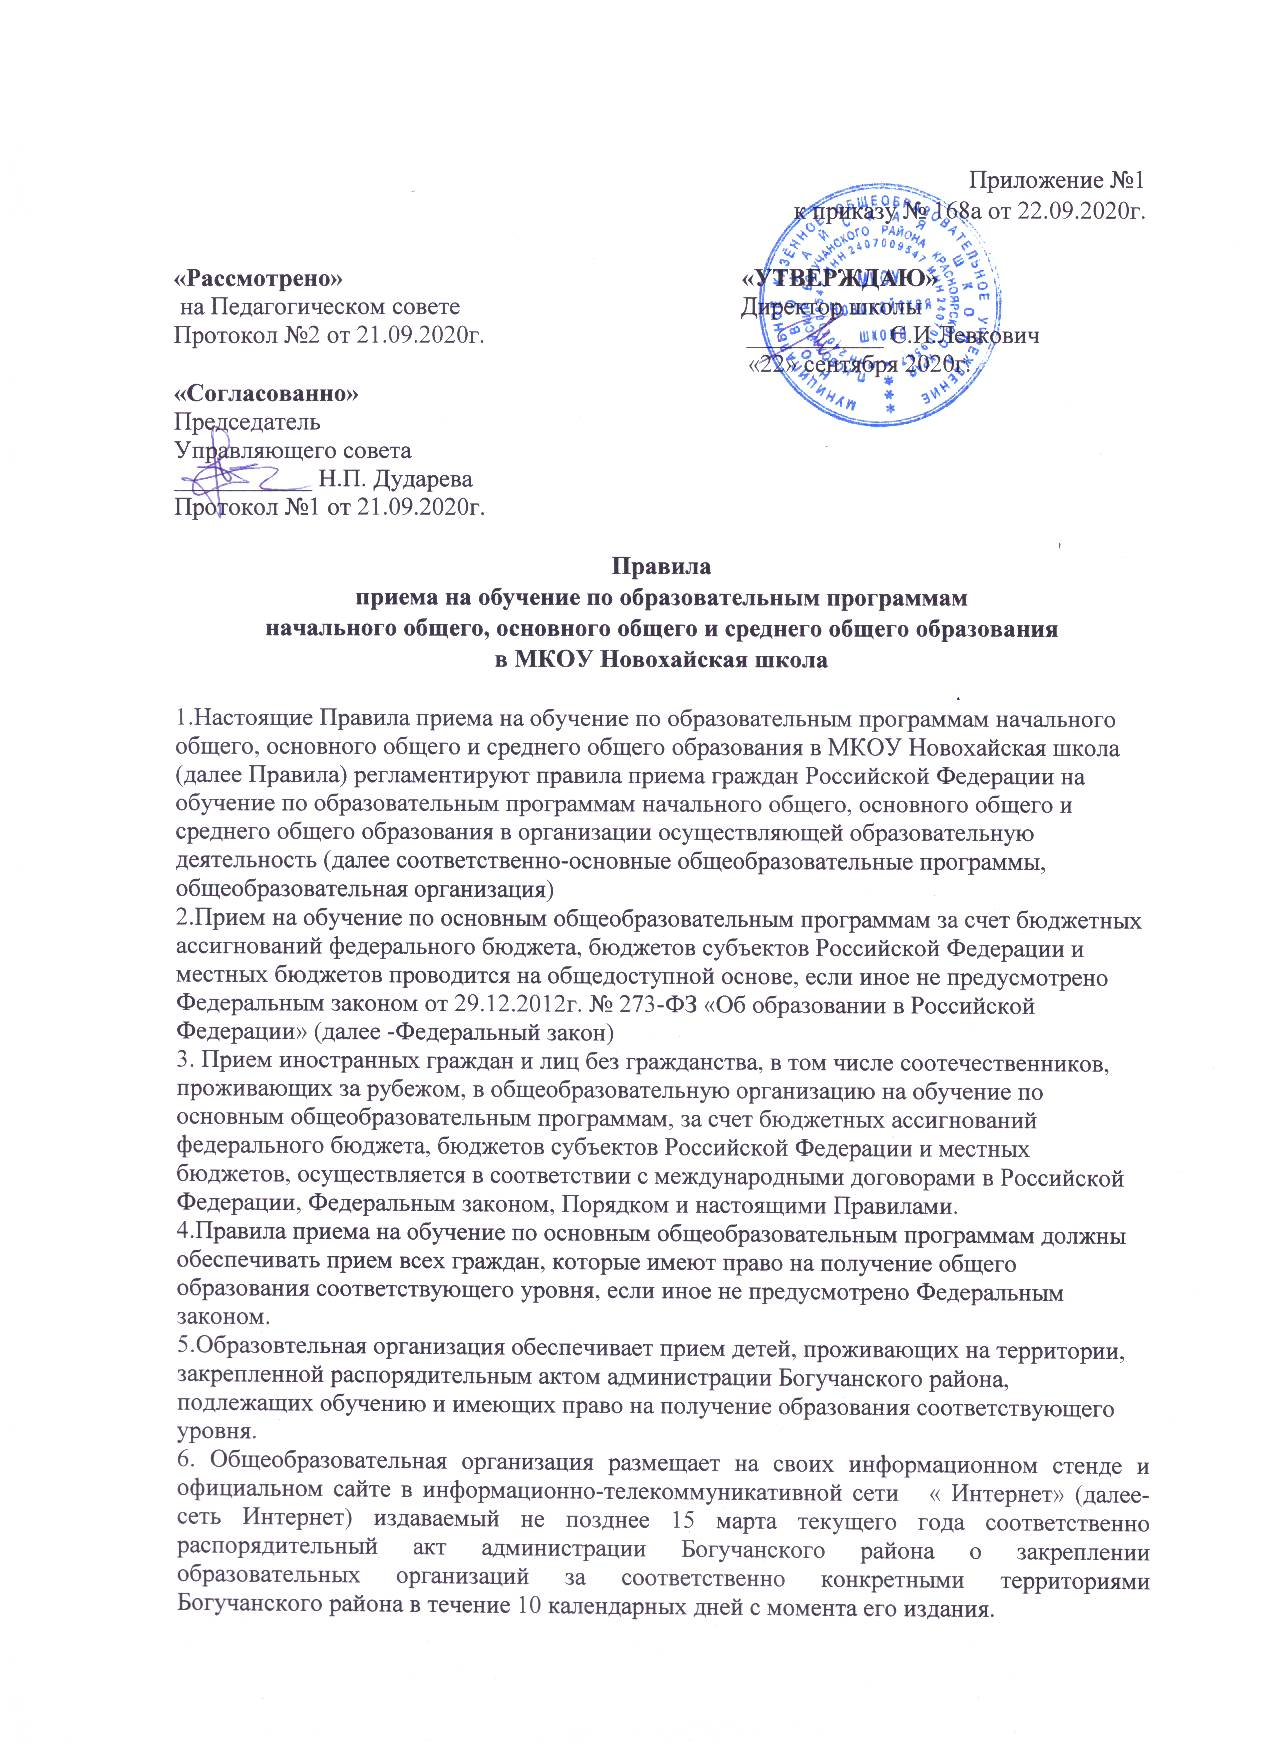 Приложение №1
к приказу № 168а от 22.09.2020г.
«Рассмотрено»
на Педагогическом совете
Протокол №2 от 21.09.2020г.
«УТВЕРЖДАЮ»
Директор школы
С.И.Левкович
«22» сентября 2020г.
МУНИЦИПАЛЬНОЕ КАЗЁННОЕ ОБЩЕОБРАЗОВАТЕЛЬНОЕ УЧРЕЖДЕНИЕ
НОВОХАЙСКАЯ ШКОЛА
БОГУЧАНСКОГО РАЙОНА КРАСНОЯРСКОГО КРАЯ
ИНН 2407009547
МКОУ
НОВОХАЙСКАЯ
ШКОЛА
«Согласованно»
Председатель
Управляющего совета
Н.П. Дударева
Протокол №1 от 21.09.2020г.
Правила
приема на обучение по образовательным программам
начального общего, основного общего и среднего общего образования
в МКОУ Новохайская школа
1.Настоящие Правила приема на обучение по образовательным программам начального
общего, основного общего и среднего общего образования в МКОУ Новохайская школа
(далее Правила) регламентируют правила приема граждан Российской Федерации на
обучение по образовательным программам начального общего, основного общего и
среднего общего образования в организации осуществляющей образовательную
деятельность (далее соответственно-основные общеобразовательные программы,
общеобразовательная организация)
2.Прием на обучение по основным общеобразовательным программам за счет бюджетных
ассигнований федерального бюджета, бюджетов субъектов Российской Федерации и
местных бюджетов проводится на общедоступной основе, если иное не предусмотрено
Федеральным законом от 29.12.2012г. № 273-ФЗ «Об образовании в Российской
Федерации» (далее -Федеральный закон)
3. Прием иностранных граждан и лиц без гражданства, в том числе соотечественников,
проживающих за рубежом, в общеобразовательную организацию на обучение по
основным общеобразовательным программам, за счет бюджетных ассигнований
федерального бюджета, бюджетов субъектов Российской Федерации и местных
бюджетов, осуществляется в соответствии с международными договорами в Российской
Федерации, Федеральным законом, Порядком и настоящими Правилами.
4.Правила приема на обучение по основным общеобразовательным программам должны
обеспечивать прием всех граждан, которые имеют право на получение общего
образования соответствующего уровня, если иное не предусмотрено Федеральным
законом.
5.Образовтельная организация обеспечивает прием детей, проживающих на территории,
закрепленной распорядительным актом администрации Богучанского района,
подлежащих обучению и имеющих право на получение образования соответствующего
уровня.
6. Общеобразовательная организация размещает на своих информационном стенде и
официальном сайте в информационно-телекоммуникативной сети « Интернет» (далее-
сеть Интернет) издаваемый не позднее 15 марта текущего года соответственно
распорядительный акт администрации Богучанского района о закреплении
образовательных организаций за соответственно конкретными территориями
Богучанского района в течение 10 календарных дней с момента его издания.